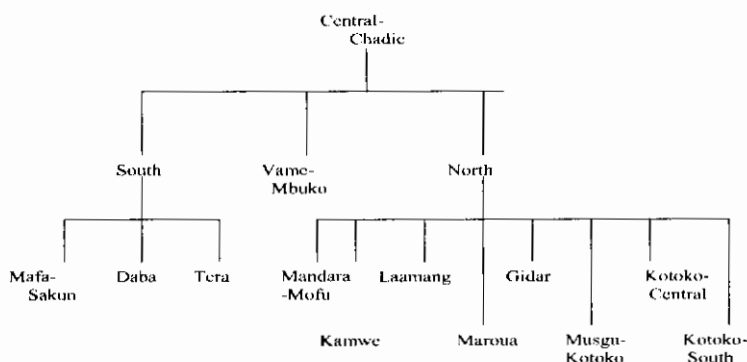 Central-
Chadic
South
Vame-
Mbuko
North
Mafa-
Sakun
Daba
Tera
Mandara
-Mofu
Laamang
Gidar
Kotoko-
Central
Kamwe
Maroua
Musgu-
Kotoko
Kotoko-
South